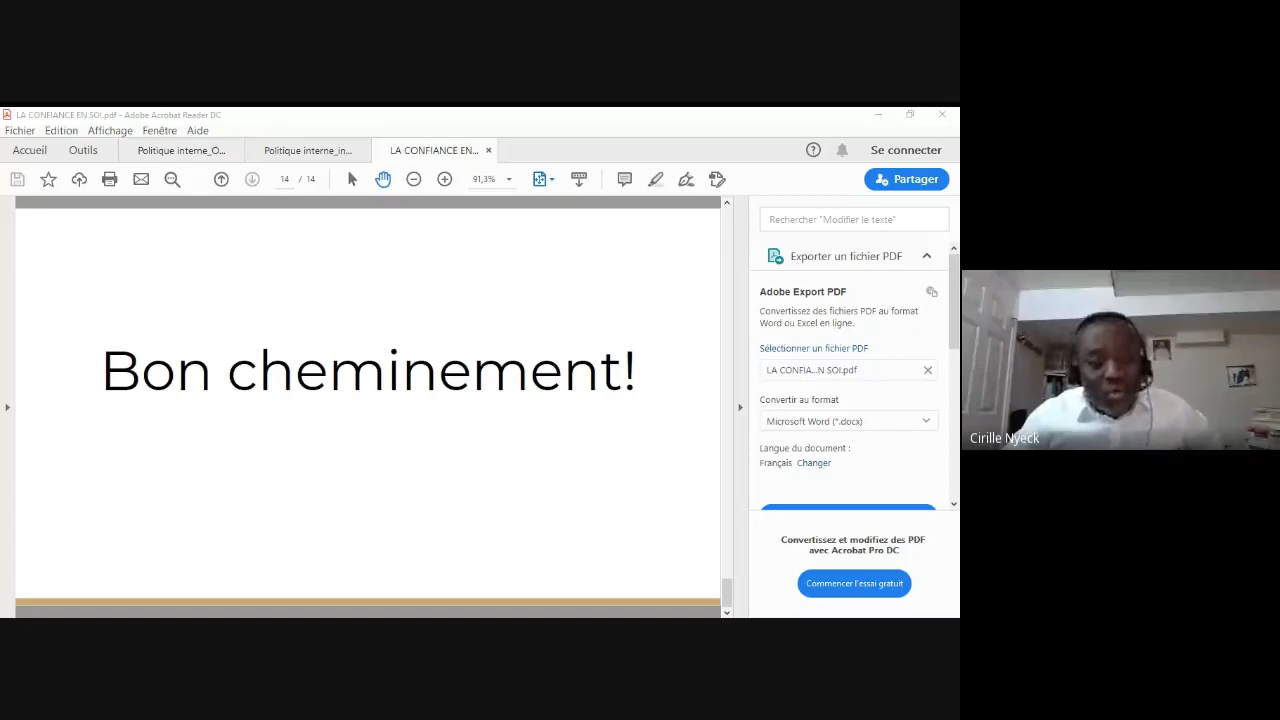 LA CONFIANCE EN SOI.pdf - Adobe Acrobat Reader DC
Fichier Edition Affichage Fenêtre Aide
Accueil Outils Politique interne_O... Politique interne_in... LA CONFIANCE EN... Se connecter
14 / 14 91,3% Partager
Rechercher "Modifier le texte"
Exporter un fichier PDF
Adobe Export PDF
Convertissez des fichiers PDF au format
Word ou Excel en ligne.
Sélectionner un fichier PDF
LA CONFIA...N SOI.pdf
Convertir au format
Microsoft Word (*.docx)
Langue du document :
Français Changer
Convertissez et modifiez des PDF
avec Acrobat Pro DC
Commencer l'essai gratuit
Bon cheminement!
Cirille Nyeck